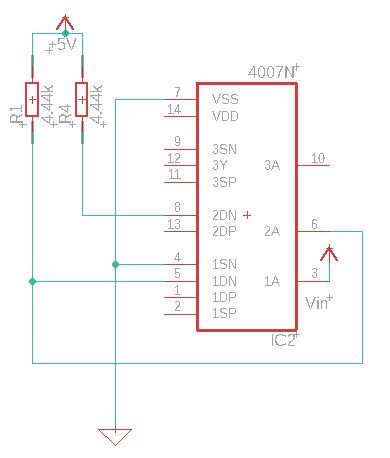 +5V
R1
4.44k
R4
4.44k
4007N
7 VSS
14 VDD
9 3SN
12 3Y 3A 10
11 3SP
8 2DN
13 2DP 2A 6
4 1SN
5 1DN 1A 3
1 1DP
2 1SP
Vin
IC2